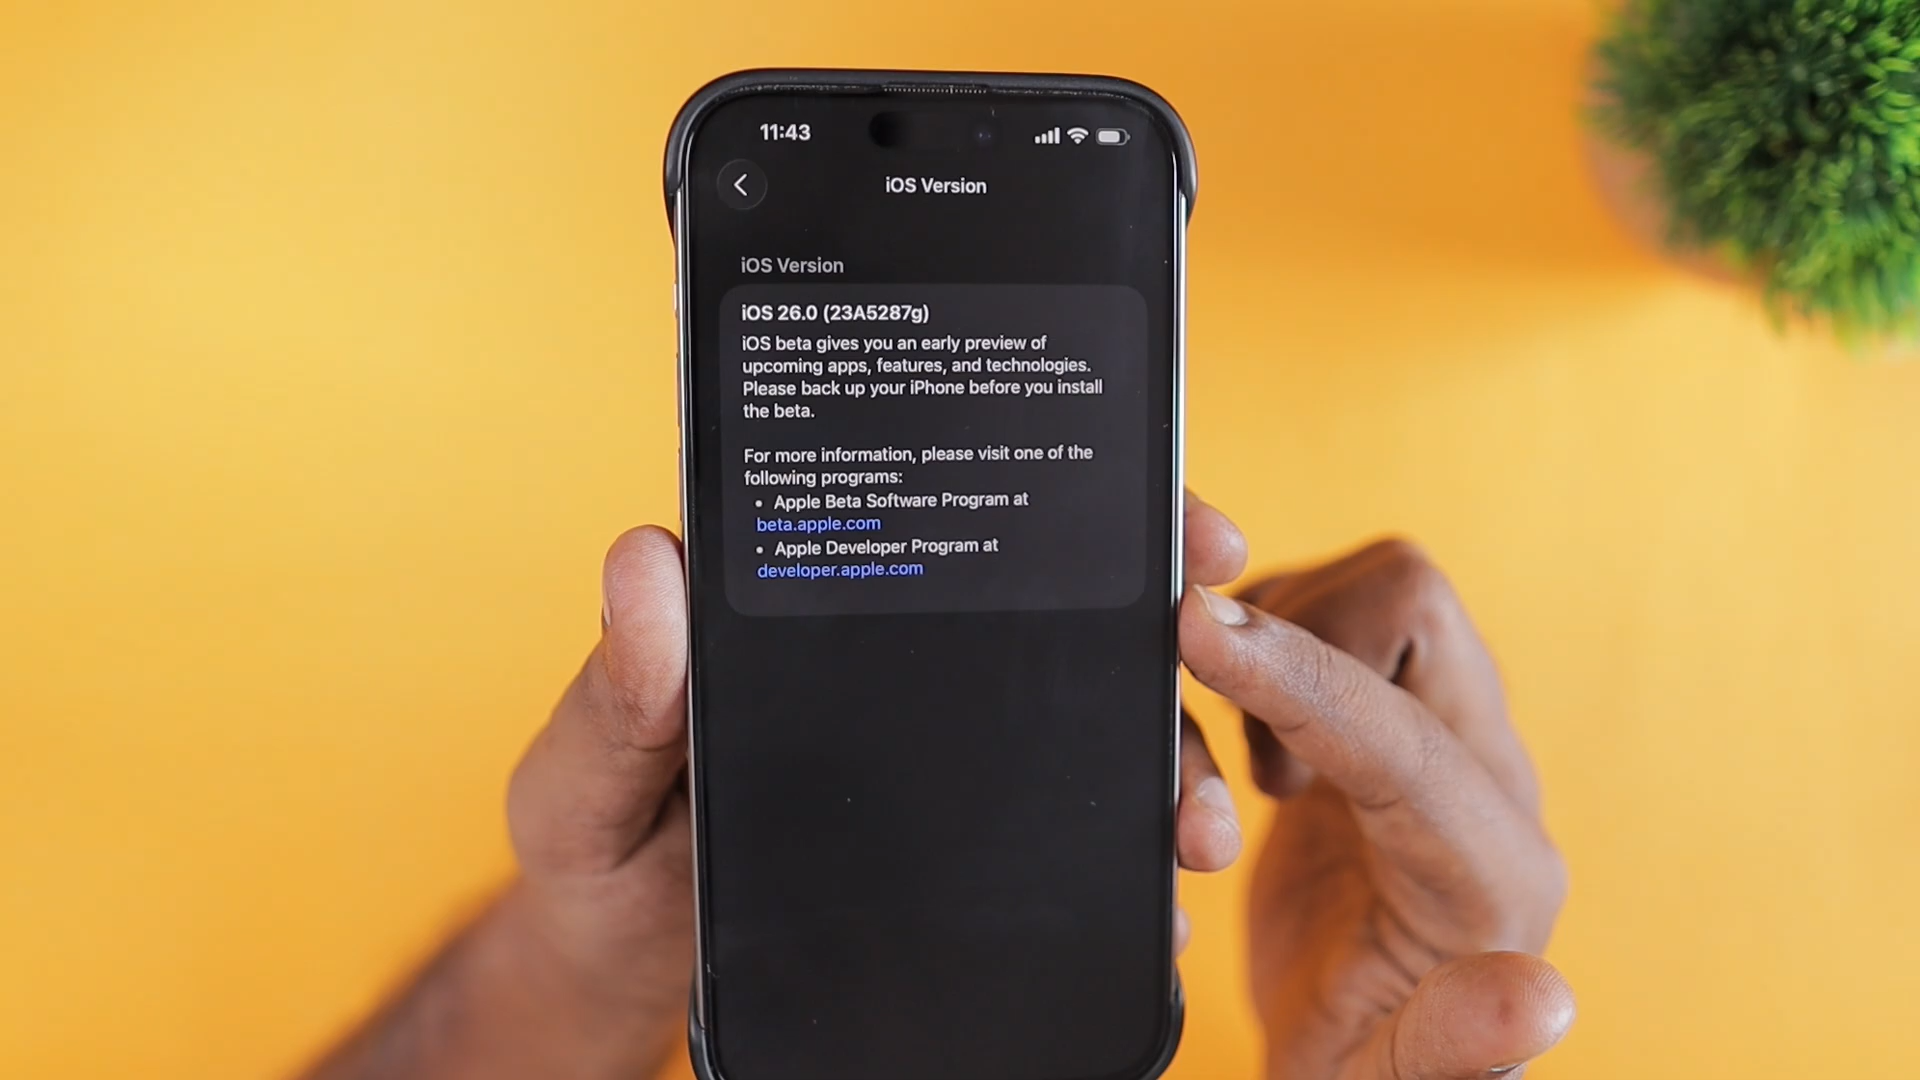 11:43
iOS Version
iOS Version
iOS 26.0 (23A5287g)
iOS beta gives you an early preview of
upcoming apps, features, and technologies.
Please back up your iPhone before you install
the beta.
For more information, please visit one of the
following programs:
• Apple Beta Software Program at
beta.apple.com
• Apple Developer Program at
developer.apple.com